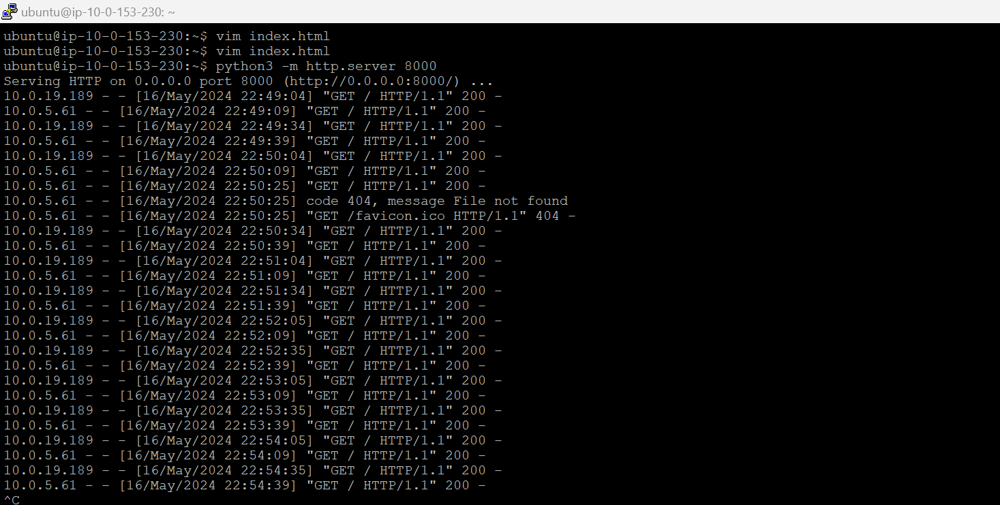 ubuntu@ip-10-0-153-230: ~
ubuntu@ip-10-0-153-230:~$ vim index.html
ubuntu@ip-10-0-153-230:~$ vim index.html
ubuntu@ip-10-0-153-230:~$ python3 -m http.server 8000
Serving HTTP on 0.0.0.0 port 8000 (http://0.0.0.0:8000/) ...
10.0.19.189 - - [16/May/2024 22:49:04] "GET / HTTP/1.1" 200 -
10.0.5.61 - - [16/May/2024 22:49:09] "GET / HTTP/1.1" 200 -
10.0.19.189 - - [16/May/2024 22:49:34] "GET / HTTP/1.1" 200 -
10.0.5.61 - - [16/May/2024 22:49:39] "GET / HTTP/1.1" 200 -
10.0.19.189 - - [16/May/2024 22:50:04] "GET / HTTP/1.1" 200 -
10.0.5.61 - - [16/May/2024 22:50:09] "GET / HTTP/1.1" 200 -
10.0.5.61 - - [16/May/2024 22:50:25] "GET / HTTP/1.1" 200 -
10.0.5.61 - - [16/May/2024 22:50:25] code 404, message File not found
10.0.5.61 - - [16/May/2024 22:50:25] "GET /favicon.ico HTTP/1.1" 404 -
10.0.19.189 - - [16/May/2024 22:50:34] "GET / HTTP/1.1" 200 -
10.0.5.61 - - [16/May/2024 22:50:39] "GET / HTTP/1.1" 200 -
10.0.19.189 - - [16/May/2024 22:51:04] "GET / HTTP/1.1" 200 -
10.0.5.61 - - [16/May/2024 22:51:09] "GET / HTTP/1.1" 200 -
10.0.19.189 - - [16/May/2024 22:51:34] "GET / HTTP/1.1" 200 -
10.0.5.61 - - [16/May/2024 22:51:39] "GET / HTTP/1.1" 200 -
10.0.19.189 - - [16/May/2024 22:52:05] "GET / HTTP/1.1" 200 -
10.0.5.61 - - [16/May/2024 22:52:09] "GET / HTTP/1.1" 200 -
10.0.19.189 - - [16/May/2024 22:52:35] "GET / HTTP/1.1" 200 -
10.0.5.61 - - [16/May/2024 22:52:39] "GET / HTTP/1.1" 200 -
10.0.19.189 - - [16/May/2024 22:53:05] "GET / HTTP/1.1" 200 -
10.0.5.61 - - [16/May/2024 22:53:09] "GET / HTTP/1.1" 200 -
10.0.19.189 - - [16/May/2024 22:53:35] "GET / HTTP/1.1" 200 -
10.0.5.61 - - [16/May/2024 22:53:39] "GET / HTTP/1.1" 200 -
10.0.19.189 - - [16/May/2024 22:54:05] "GET / HTTP/1.1" 200 -
10.0.5.61 - - [16/May/2024 22:54:09] "GET / HTTP/1.1" 200 -
10.0.19.189 - - [16/May/2024 22:54:35] "GET / HTTP/1.1" 200 -
10.0.5.61 - - [16/May/2024 22:54:39] "GET / HTTP/1.1" 200 -
^C